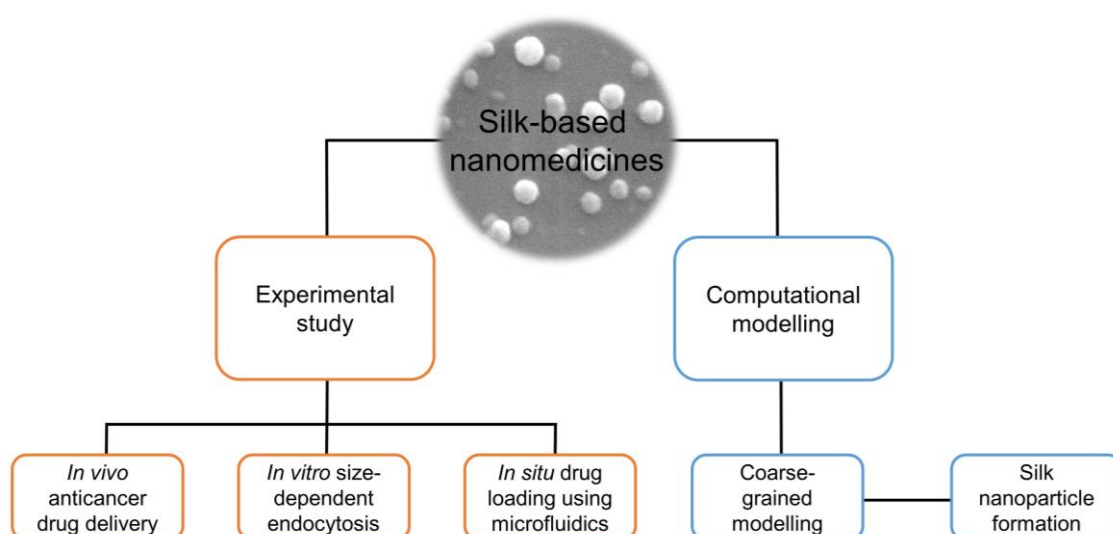 Silk-based
nanomedicines
Experimental
study
Computational
modelling
In vivo
anticancer
drug delivery
In vitro size-
dependent
endocytosis
In situ drug
loading using
microfluidics
Coarse-
grained
modelling
Silk
nanoparticle
formation